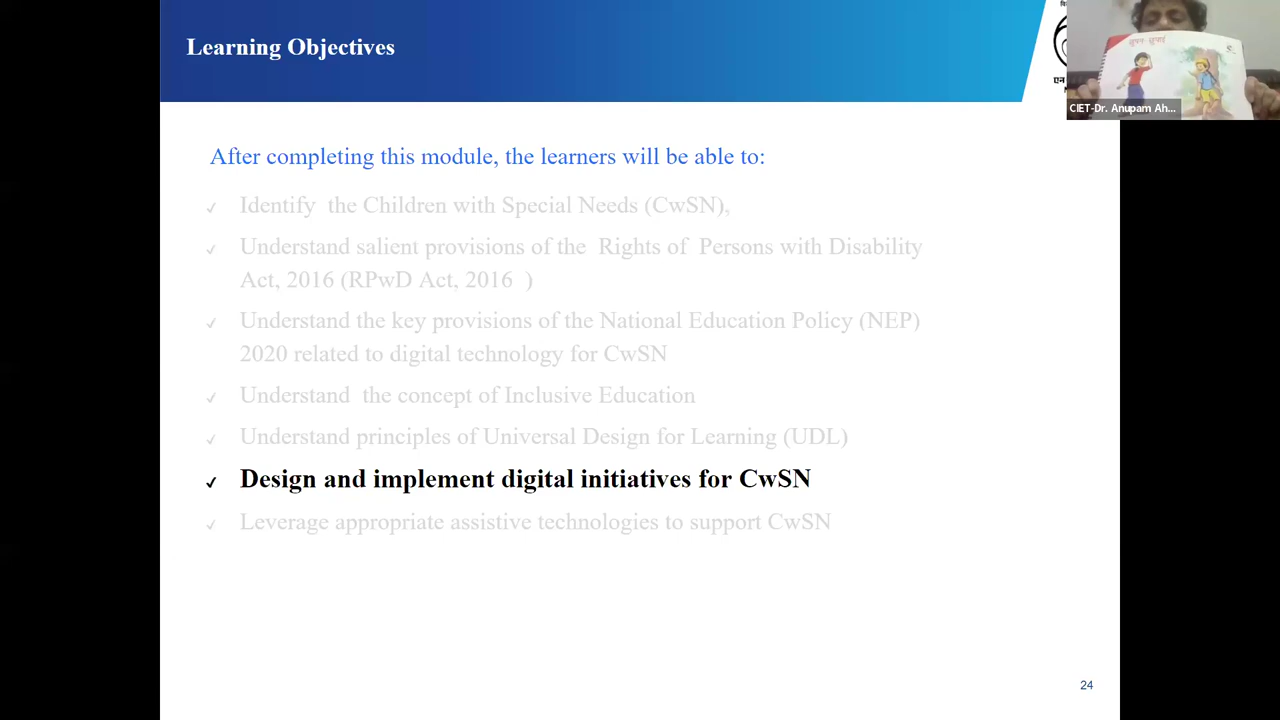 Learning Objectives
छुपन-छुपाई
CIET-Dr. Anupam Ah...
After completing this module, the learners will be able to:
✓ Identify the Children with Special Needs (CwSN),
✓ Understand salient provisions of the Rights of Persons with Disability
Act, 2016 (RPwD Act, 2016 )
✓ Understand the key provisions of the National Education Policy (NEP)
2020 related to digital technology for CwSN
✓ Understand the concept of Inclusive Education
✓ Understand principles of Universal Design for Learning (UDL)
✓ Design and implement digital initiatives for CwSN
✓ Leverage appropriate assistive technologies to support CwSN
24